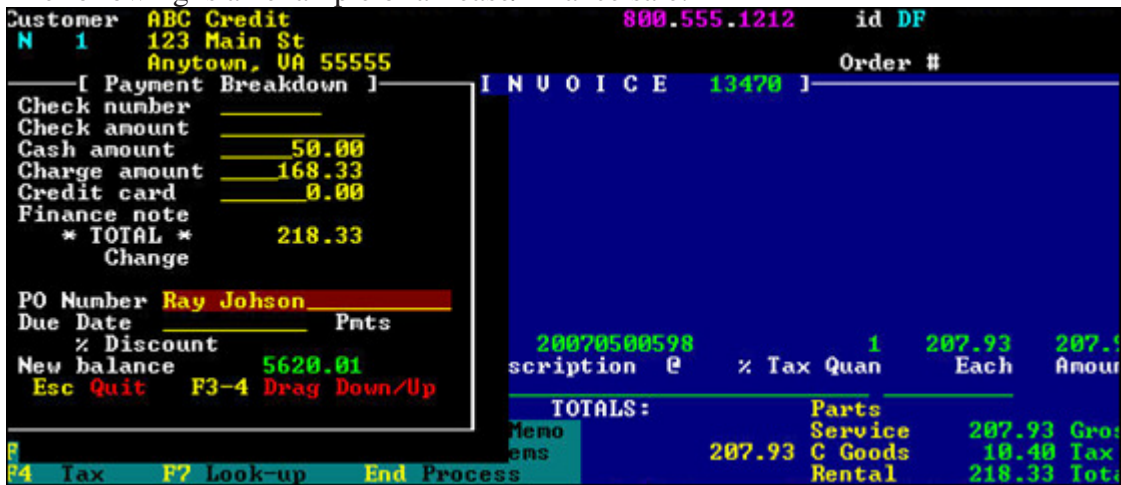 Customer ABC Credit 800.555.1212 id DF
N 1 123 Main St
Anytown, VA 55555 Order #
[ Payment Breakdown ] I N V O I C E 13470 ]
Check number
Check amount
Cash amount 50.00
Charge amount 168.33
Credit card 0.00
Finance note
* TOTAL * 218.33
Change
PO Number Ray Johson
Due Date Pmts
% Discount 20070500598 1 207.93
New balance 5620.01 scription @ % Tax Quan Each
Esc Quit F3-4 Drag Down/Up
TOTALS: Parts
Memo Service 207.93
ems 207.93 C Goods 10.40 Tax
F4 Tax F7 Look-up End Process Rental 218.33